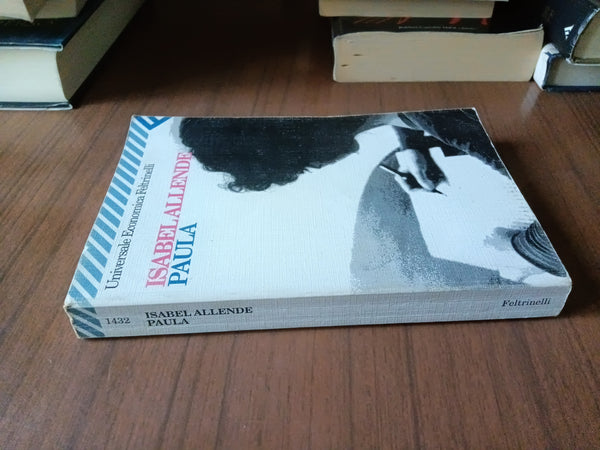 Universale Economica Feltrinelli
ISABEL ALLENDE
PAULA
1432
ISABEL ALLENDE
PAULA
Feltrinelli